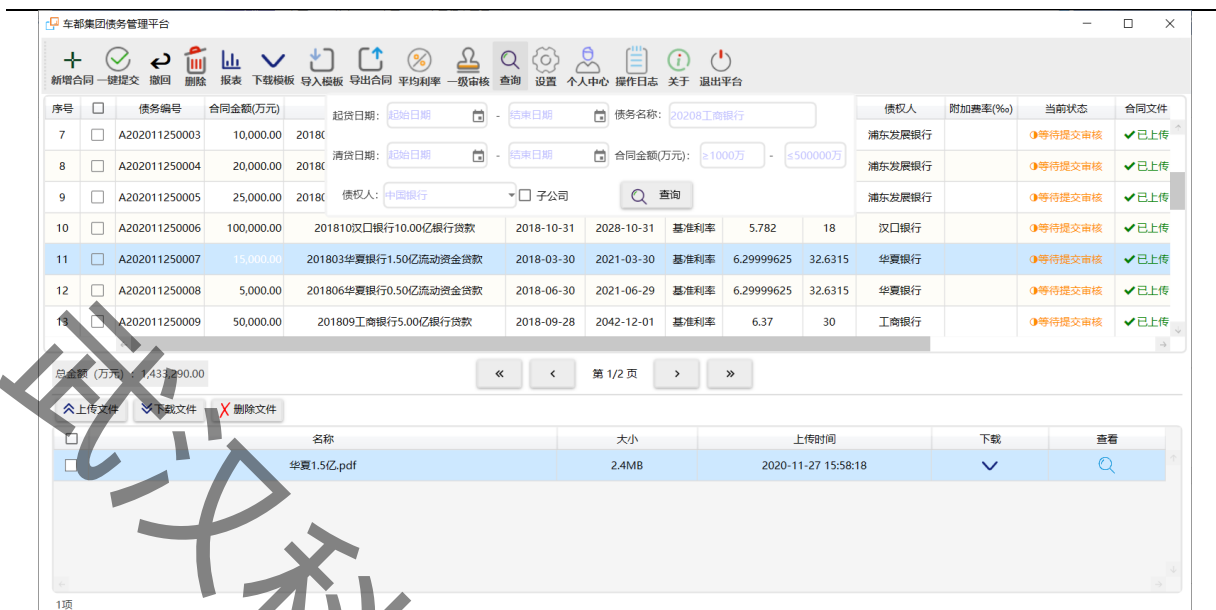 车都集团债务管理平台
新增合同 一键提交 撤回 删除 报表 下载模板 导入模板 导出合同 平均利率 一级审核 查询 设置 个人中心 操作日志 关于 退出平台
序号 债务编号 合同金额(万元) 债权人 附加费率(‰) 当前状态 合同文件
起贷日期: 起始日期 - 结束日期 债务名称: 20208工商银行
7 A202011250003 10,000.00 20180 浦东发展银行 等待提交审核 已上传
清贷日期: 起始日期 - 结束日期 合同金额(万元): ≥1000万 - ≤500000万
8 A202011250004 20,000.00 20180 浦东发展银行 等待提交审核 已上传
债权人: 中国银行 子公司 查询
9 A202011250005 25,000.00 20180 浦东发展银行 等待提交审核 已上传
10 A202011250006 100,000.00 201810汉口银行10.00亿银行贷款 2018-10-31 2028-10-31 基准利率 5.782 18 汉口银行 等待提交审核 已上传
11 A202011250007 15,000.00 201803华夏银行1.50亿流动资金贷款 2018-03-30 2021-03-30 基准利率 6.29999625 32.6315 华夏银行 等待提交审核 已上传
12 A202011250008 5,000.00 201806华夏银行0.50亿流动资金贷款 2018-06-30 2021-06-29 基准利率 6.29999625 32.6315 华夏银行 等待提交审核 已上传
13 A202011250009 50,000.00 201809工商银行5.00亿银行贷款 2018-09-28 2042-12-01 基准利率 6.37 30 工商银行 等待提交审核 已上传
总金额(万元):1,433,290.00 « ‹ 第 1/2 页 › »
上传文件 下载文件 删除文件
名称 大小 上传时间 下载 查看
华夏1.5亿.pdf 2.4MB 2020-11-27 15:58:18
1项
武汉科